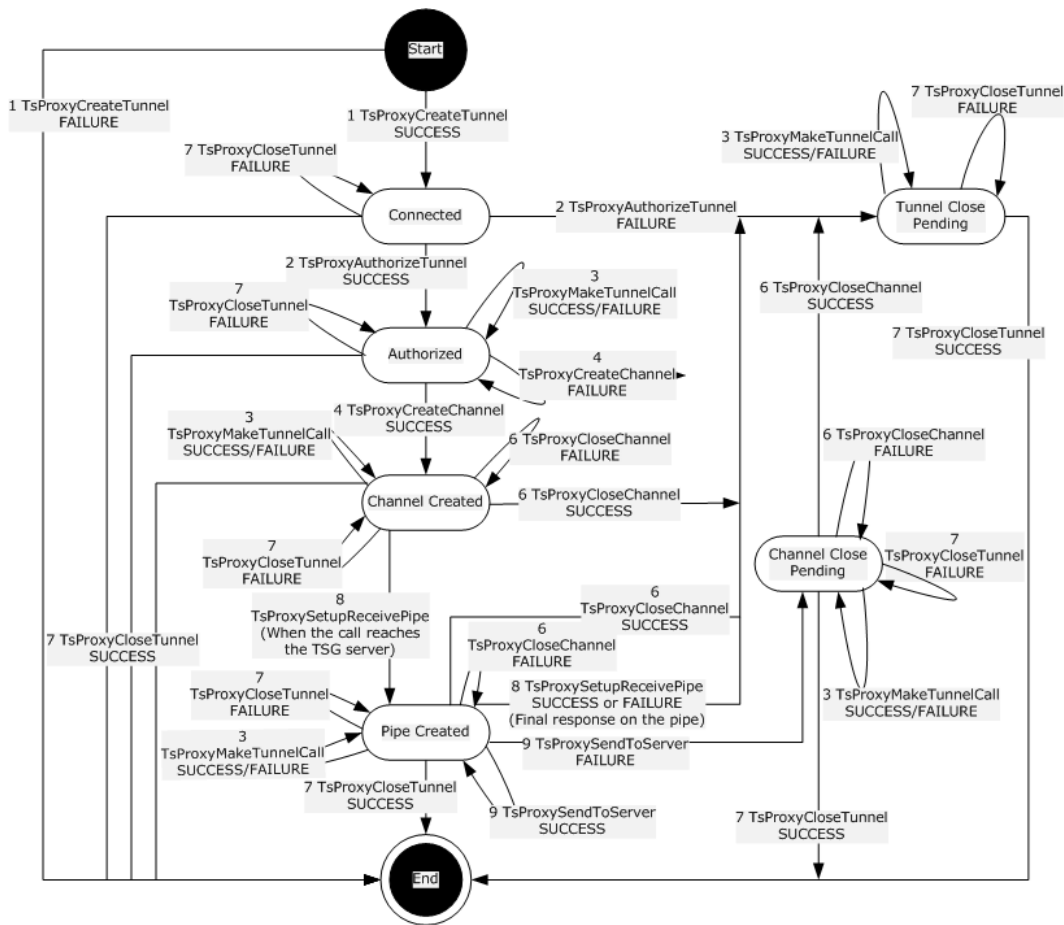 Start
1 TsProxyCreateTunnel
FAILURE
1 TsProxyCreateTunnel
SUCCESS
7 TsProxyCloseTunnel
FAILURE
3 TsProxyMakeTunnelCall
SUCCESS/FAILURE
7 TsProxyCloseTunnel
FAILURE
Connected
2 TsProxyAuthorizeTunnel
FAILURE
Tunnel Close
Pending
2 TsProxyAuthorizeTunnel
SUCCESS
7
TsProxyCloseTunnel
FAILURE
3
TsProxyMakeTunnelCall
SUCCESS/FAILURE
6 TsProxyCloseChannel
SUCCESS
7 TsProxyCloseTunnel
SUCCESS
Authorized
4
TsProxyCreateChannel
FAILURE
4 TsProxyCreateChannel
SUCCESS
3
TsProxyMakeTunnelCall
SUCCESS/FAILURE
6 TsProxyCloseChannel
FAILURE
6 TsProxyCloseChannel
FAILURE
Channel Created
6 TsProxyCloseChannel
SUCCESS
7
TsProxyCloseTunnel
FAILURE
Channel Close
Pending
7
TsProxyCloseTunnel
FAILURE
8
TsProxySetupReceivePipe
(When the call reaches
the TSG server)
6
TsProxyCloseChannel
SUCCESS
7 TsProxyCloseTunnel
SUCCESS
6
TsProxyCloseChannel
FAILURE
7
TsProxyCloseTunnel
FAILURE
8 TsProxySetupReceivePipe
SUCCESS or FAILURE
(Final response on the pipe)
3 TsProxyMakeTunnelCall
SUCCESS/FAILURE
Pipe Created
3
TsProxyMakeTunnelCall
SUCCESS/FAILURE
9 TsProxySendToServer
FAILURE
7 TsProxyCloseTunnel
SUCCESS
9 TsProxySendToServer
SUCCESS
7 TsProxyCloseTunnel
SUCCESS
End